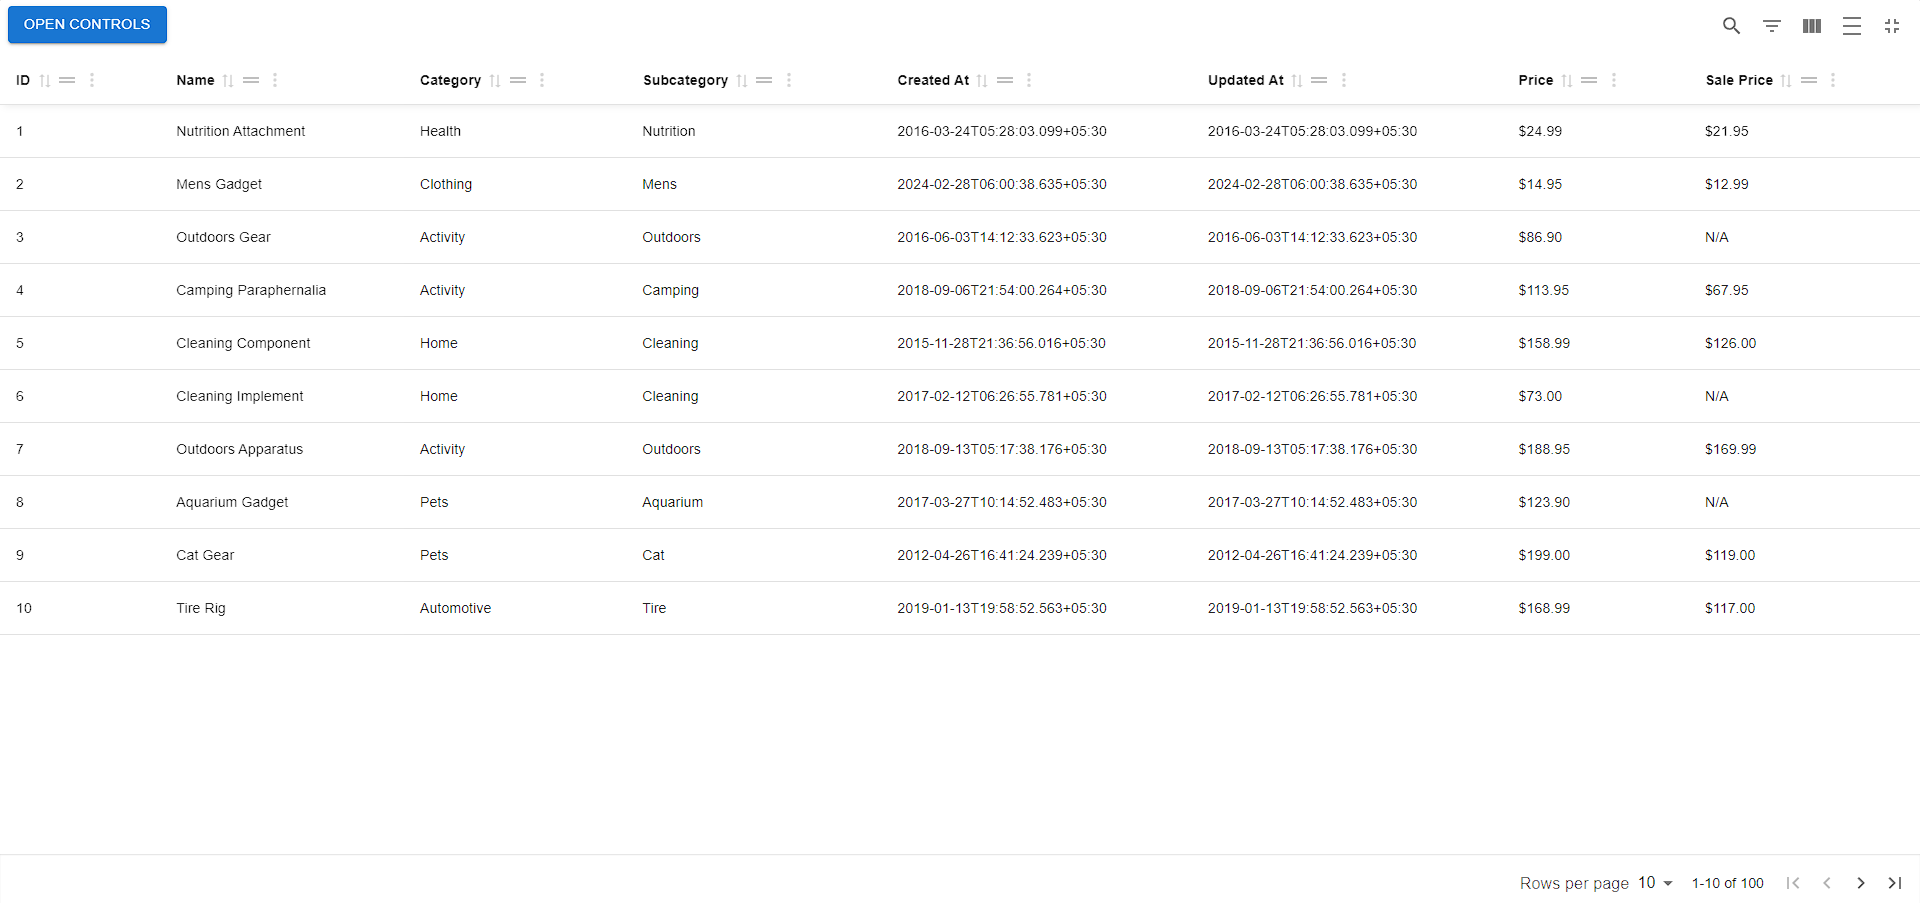 OPEN CONTROLS
ID Name Category Subcategory Created At Updated At Price Sale Price
1 Nutrition Attachment Health Nutrition 2016-03-24T05:28:03.099+05:30 2016-03-24T05:28:03.099+05:30 $24.99 $21.95
2 Mens Gadget Clothing Mens 2024-02-28T06:00:38.635+05:30 2024-02-28T06:00:38.635+05:30 $14.95 $12.99
3 Outdoors Gear Activity Outdoors 2016-06-03T14:12:33.623+05:30 2016-06-03T14:12:33.623+05:30 $86.90 N/A
4 Camping Paraphernalia Activity Camping 2018-09-06T21:54:00.264+05:30 2018-09-06T21:54:00.264+05:30 $113.95 $67.95
5 Cleaning Component Home Cleaning 2015-11-28T21:36:56.016+05:30 2015-11-28T21:36:56.016+05:30 $158.99 $126.00
6 Cleaning Implement Home Cleaning 2017-02-12T06:26:55.781+05:30 2017-02-12T06:26:55.781+05:30 $73.00 N/A
7 Outdoors Apparatus Activity Outdoors 2018-09-13T05:17:38.176+05:30 2018-09-13T05:17:38.176+05:30 $188.95 $169.99
8 Aquarium Gadget Pets Aquarium 2017-03-27T10:14:52.483+05:30 2017-03-27T10:14:52.483+05:30 $123.90 N/A
9 Cat Gear Pets Cat 2012-04-26T16:41:24.239+05:30 2012-04-26T16:41:24.239+05:30 $199.00 $119.00
10 Tire Rig Automotive Tire 2019-01-13T19:58:52.563+05:30 2019-01-13T19:58:52.563+05:30 $168.99 $117.00
Rows per page 10 1-10 of 100